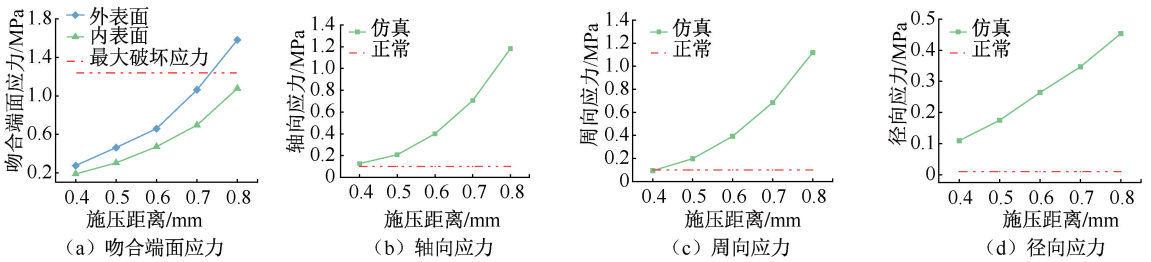 吻合端面应力/MPa
1.8
1.4
1.0
0.6
0.2
外表面
内表面
最大破坏应力
0.4 0.5 0.6 0.7 0.8
施压距离/mm
（a）吻合端面应力
轴向应力/MPa
1.4
1.2
1.0
0.8
0.6
0.4
0.2
0
仿真
正常
0.4 0.5 0.6 0.7 0.8
施压距离/mm
（b）轴向应力
周向应力/MPa
1.4
1.2
1.0
0.8
0.6
0.4
0.2
0
仿真
正常
0.4 0.5 0.6 0.7 0.8
施压距离/mm
（c）周向应力
径向应力/MPa
0.5
0.4
0.3
0.2
0.1
0
仿真
正常
0.4 0.5 0.6 0.7 0.8
施压距离/mm
（d）径向应力